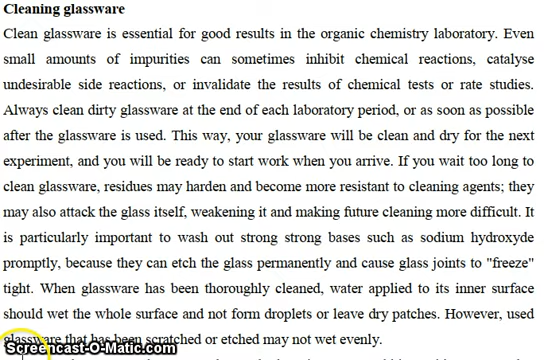 Cleaning glassware
Clean glassware is essential for good results in the organic chemistry laboratory. Even
small amounts of impurities can sometimes inhibit chemical reactions, catalyse
undesirable side reactions, or invalidate the results of chemical tests or rate studies.
Always clean dirty glassware at the end of each laboratory period, or as soon as possible
after the glassware is used. This way, your glassware will be clean and dry for the next
experiment, and you will be ready to start work when you arrive. If you wait too long to
clean glassware, residues may harden and become more resistant to cleaning agents; they
may also attack the glass itself, weakening it and making future cleaning more difficult. It
is particularly important to wash out strong strong bases such as sodium hydroxyde
promptly, because they can etch the glass permanently and cause glass joints to "freeze"
tight. When glassware has been thoroughly cleaned, water applied to its inner surface
should wet the whole surface and not form droplets or leave dry patches. However, used
glassware that has been scratched or etched may not wet evenly.
Screencast-O-Matic.com